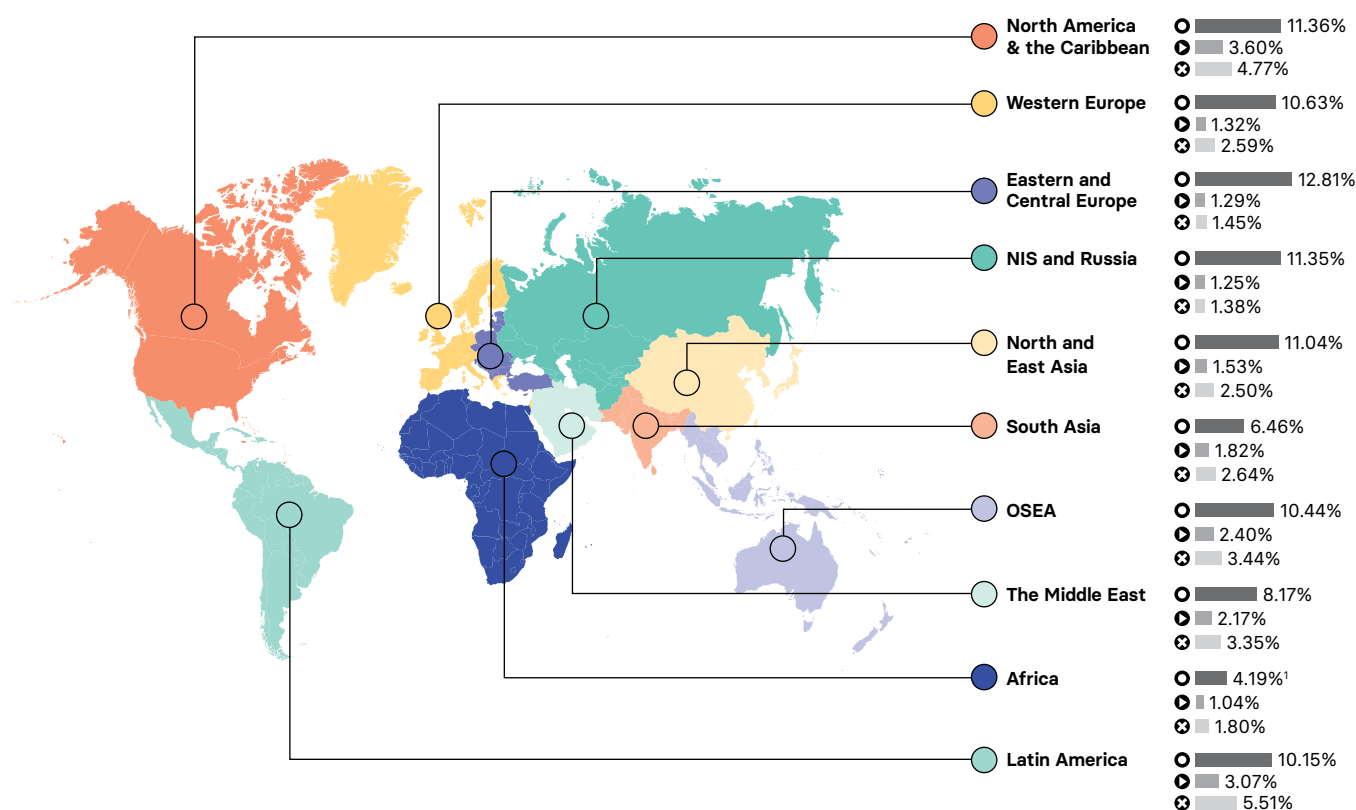 North America
& the Caribbean
11.36%
3.60%
4.77%
Western Europe
10.63%
1.32%
2.59%
Eastern and
Central Europe
12.81%
1.29%
1.45%
NIS and Russia
11.35%
1.25%
1.38%
North and
East Asia
11.04%
1.53%
2.50%
South Asia
6.46%
1.82%
2.64%
OSEA
10.44%
2.40%
3.44%
The Middle East
8.17%
2.17%
3.35%
Africa
4.19%¹
1.04%
1.80%
Latin America
10.15%
3.07%
5.51%